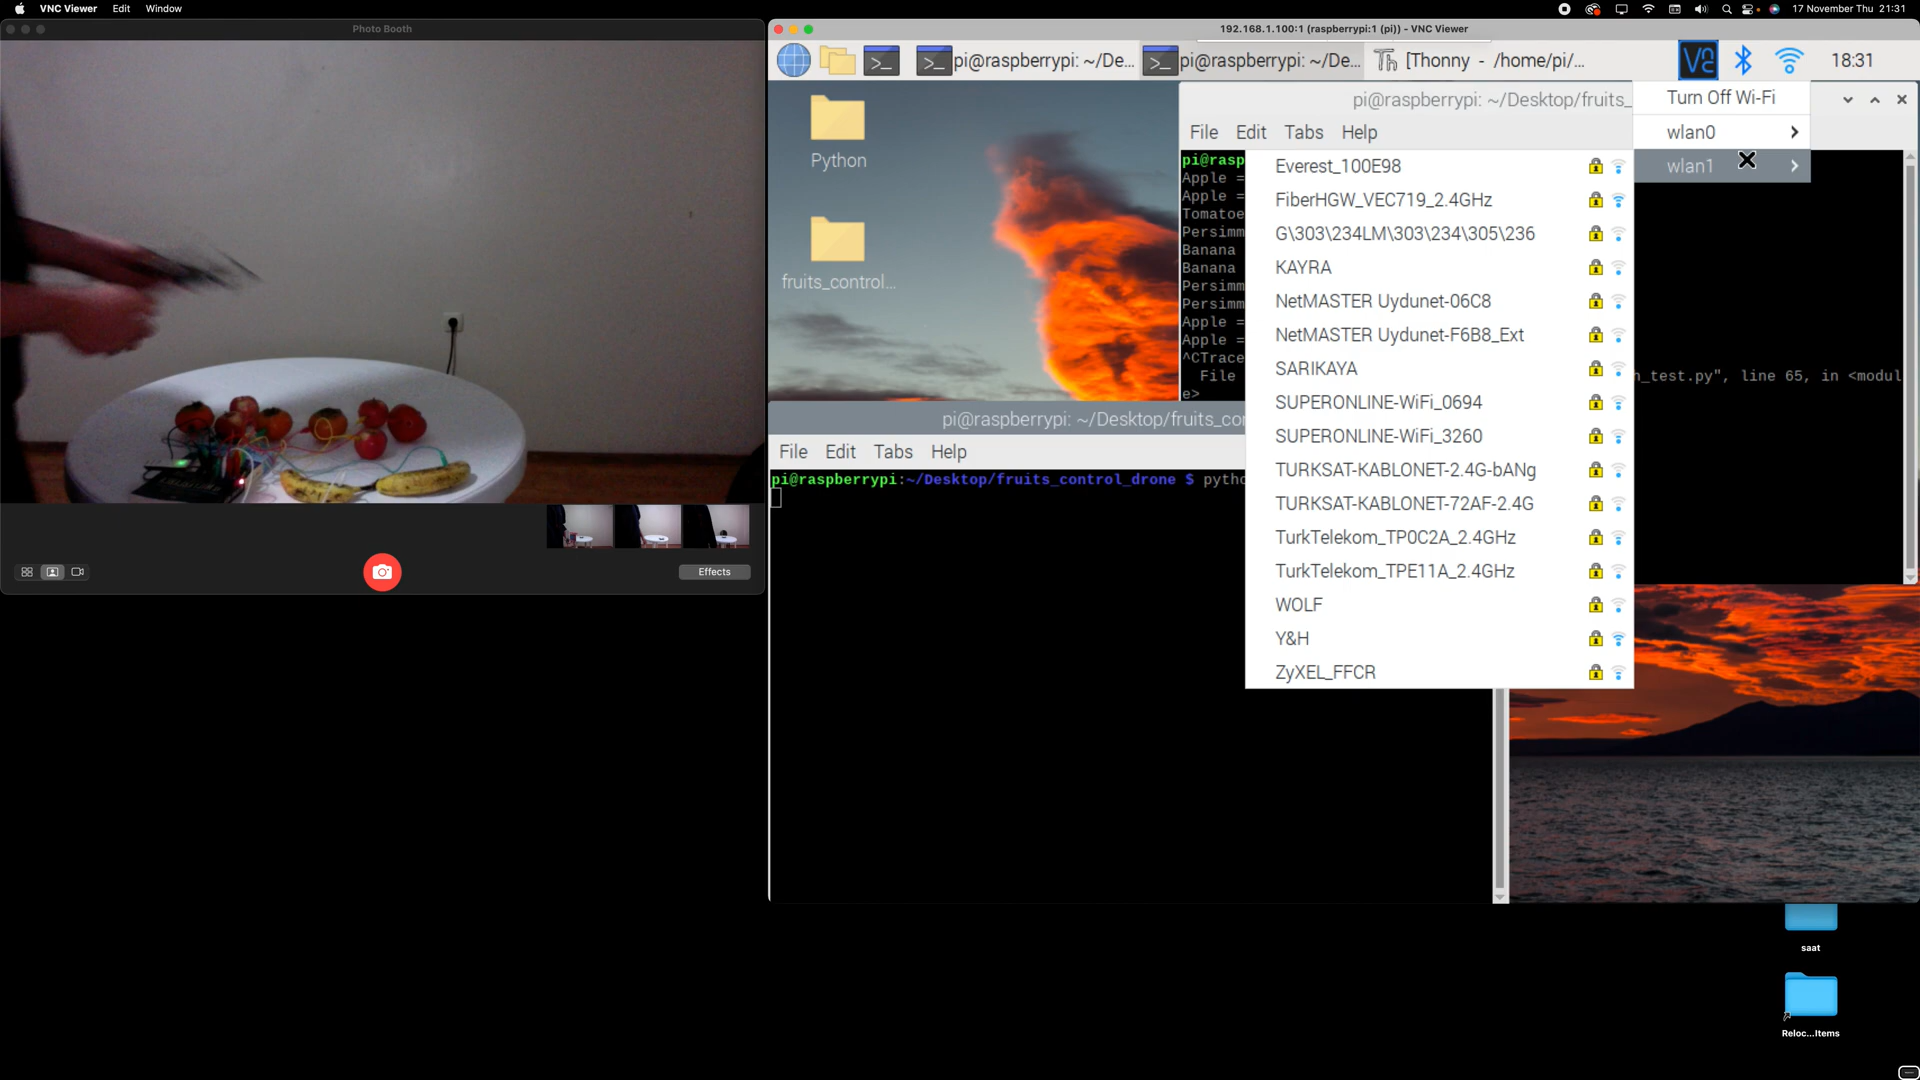 VNC Viewer Edit Window
17 November Thu 21:31
Photo Booth
Effects
192.168.1.100:1 (raspberrypi:1 (pi)) - VNC Viewer
pi@raspberrypi: ~/De...
pi@raspberrypi: ~/De...
[Thonny - /home/pi/...
18:31
Python
fruits_control...
pi@raspberrypi: ~/Desktop/fruits_
File Edit Tabs Help
pi@rasp
Apple =
Apple =
Tomatoe
Persimm
Banana
Banana
Persimm
Persimm
Apple =
Apple =
^CTrace
File
h_test.py", line 65, in <modul
e>
Turn Off Wi-Fi
wlan0
wlan1
Everest_100E98
FiberHGW_VEC719_2.4GHz
G\303\234LM\303\234\305\236
KAYRA
NetMASTER Uydunet-06C8
NetMASTER Uydunet-F6B8_Ext
SARIKAYA
SUPERONLINE-WiFi_0694
SUPERONLINE-WiFi_3260
TURKSAT-KABLONET-2.4G-bANg
TURKSAT-KABLONET-72AF-2.4G
TurkTelekom_TP0C2A_2.4GHz
TurkTelekom_TPE11A_2.4GHz
WOLF
Y&H
ZyXEL_FFCR
pi@raspberrypi: ~/Desktop/fruits_co
File Edit Tabs Help
pi@raspberrypi:~/Desktop/fruits_control_drone $ pytho
saat
Reloc...Items